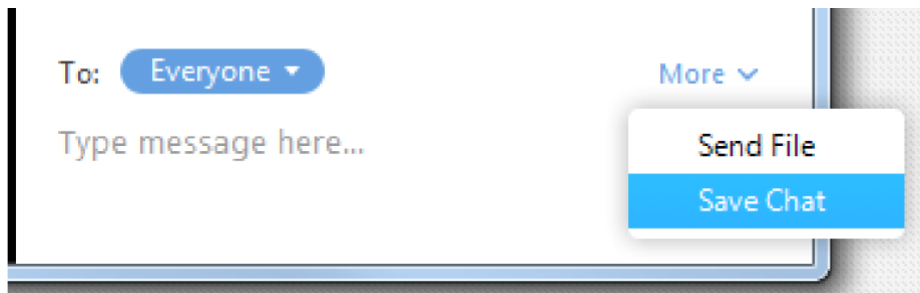 To: Everyone More
Type message here...
Send File
Save Chat